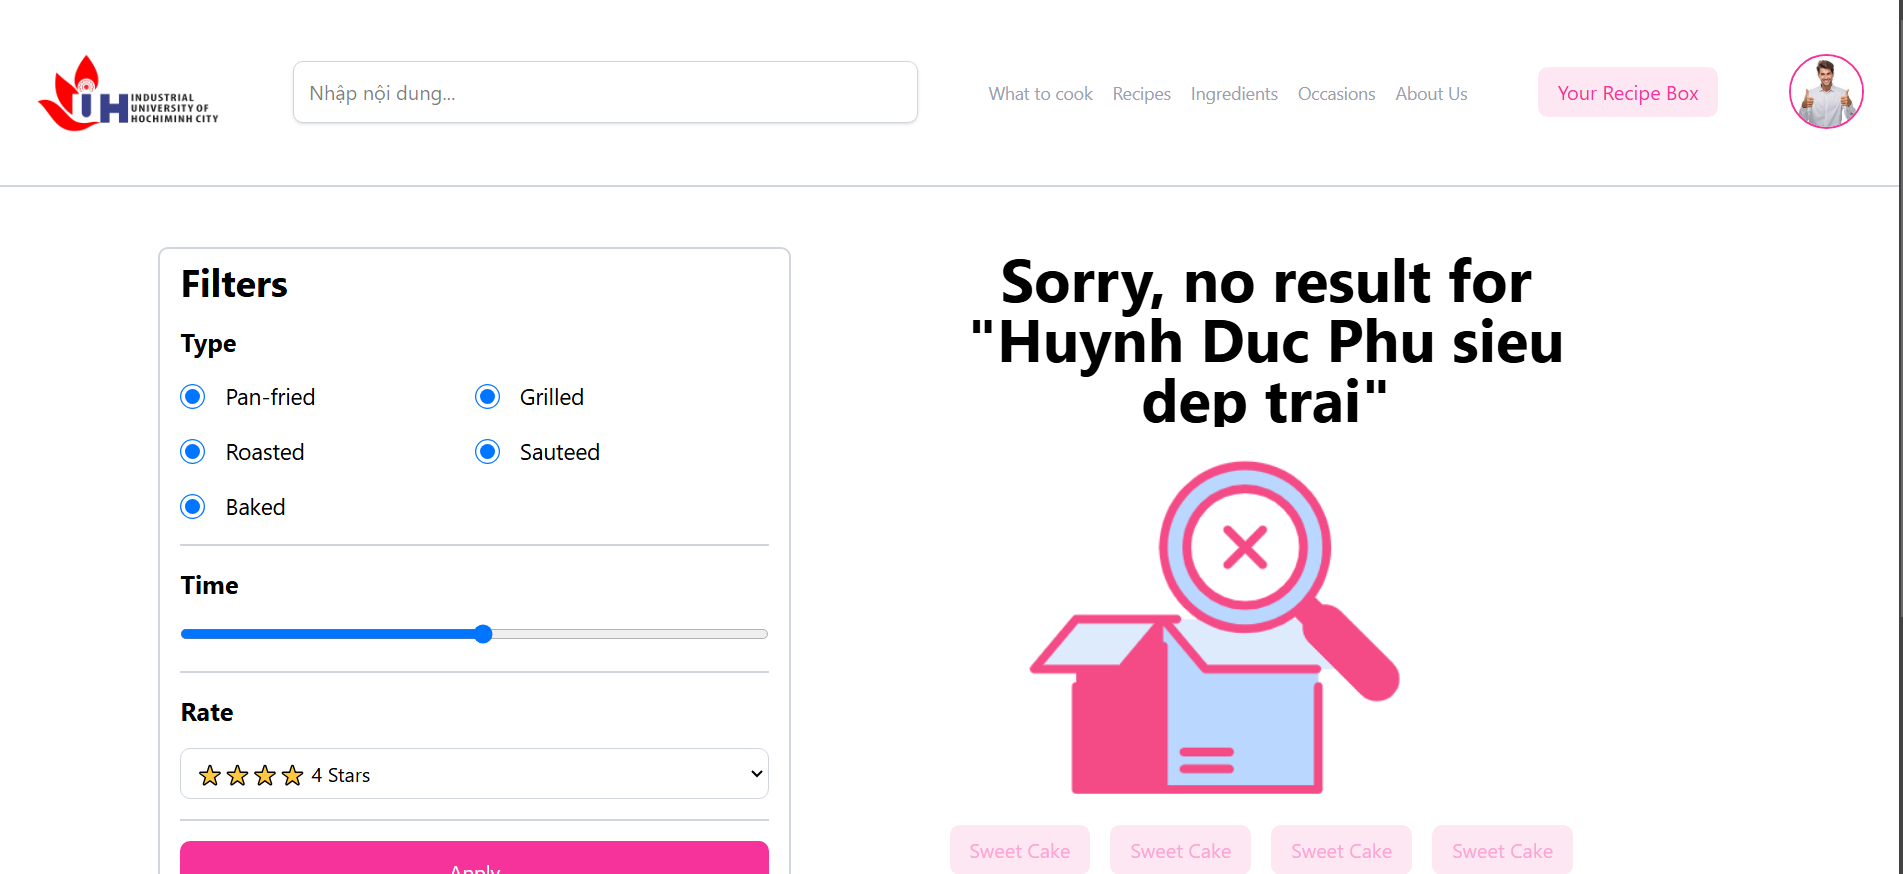 INDUSTRIAL
UNIVERSITY OF
HOCHIMINH CITY
IUH
Nhập nội dung...
What to cook
Recipes
Ingredients
Occasions
About Us
Your Recipe Box
Filters
Type
Pan-fried
Grilled
Roasted
Sauteed
Baked
Time
Rate
4 Stars
Apply
Sorry, no result for
"Huynh Duc Phu sieu
dep trai"
Sweet Cake
Sweet Cake
Sweet Cake
Sweet Cake